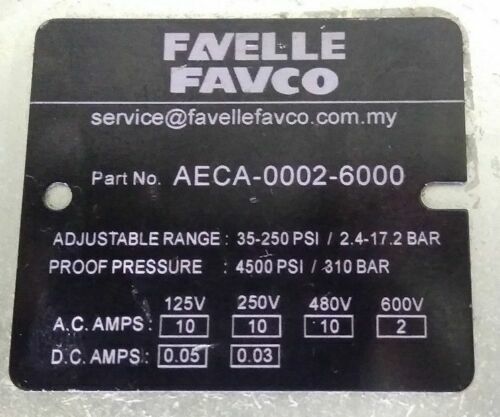 FAVELLE
FAVCO
service@favellefavco.com.my
Part No. AECA-0002-6000
ADJUSTABLE RANGE : 35-250 PSI / 2.4-17.2 BAR
PROOF PRESSURE : 4500 PSI / 310 BAR
125V 250V 480V 600V
A.C. AMPS : 10 10 10 2
D.C. AMPS : 0.05 0.03